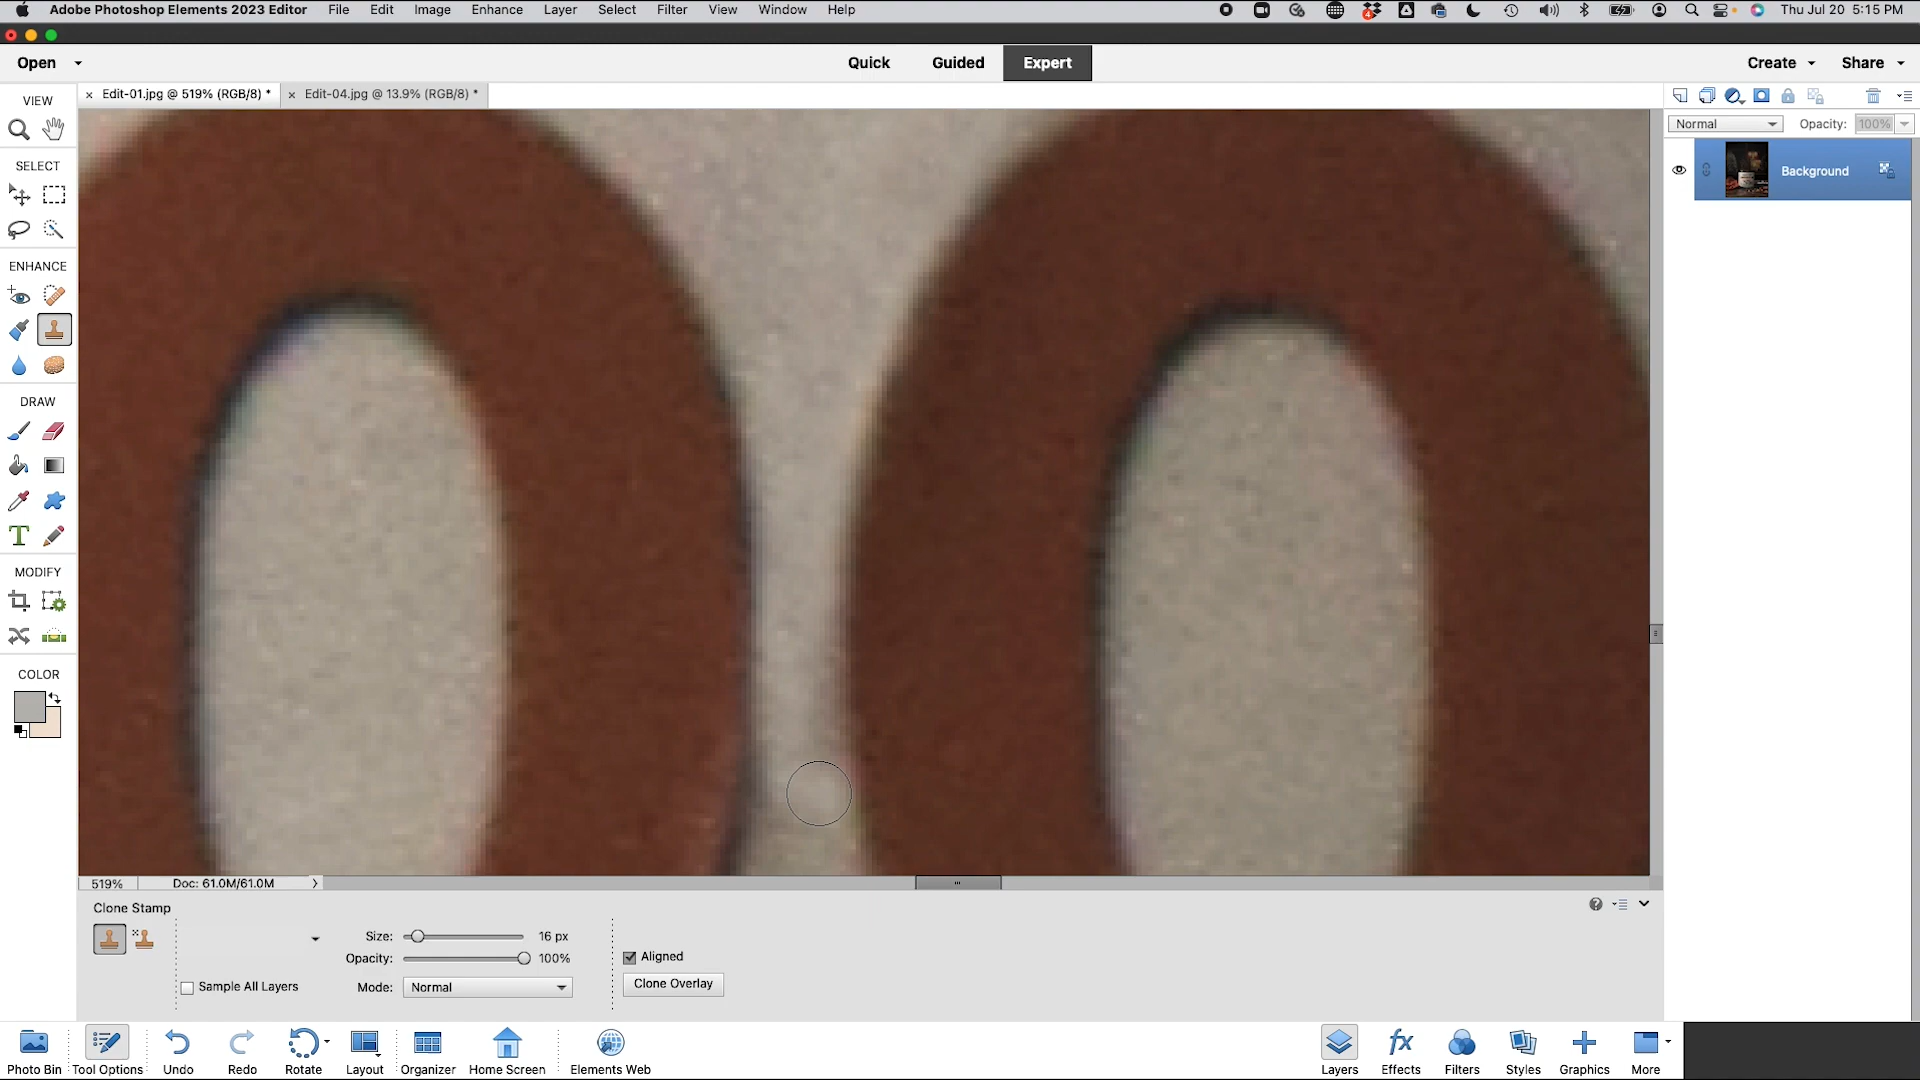 Adobe Photoshop Elements 2023 Editor File Edit Image Enhance Layer Select Filter View Window Help 4 Thu Jul 20 5:15 PM
Open Quick Guided Expert Create Share
VIEW × Edit-01.jpg @ 519% (RGB/8) * × Edit-04.jpg @ 13.9% (RGB/8) *
Normal Opacity: 100%
SELECT
Background
ENHANCE
DRAW
T
MODIFY
COLOR
519% Doc: 61.0M/61.0M
Clone Stamp
Size: 16 px
Opacity: 100%
Aligned
Sample All Layers Mode: Normal Clone Overlay
Photo Bin Tool Options Undo Redo Rotate Layout Organizer Home Screen Elements Web Layers fx Effects Filters Styles Graphics More